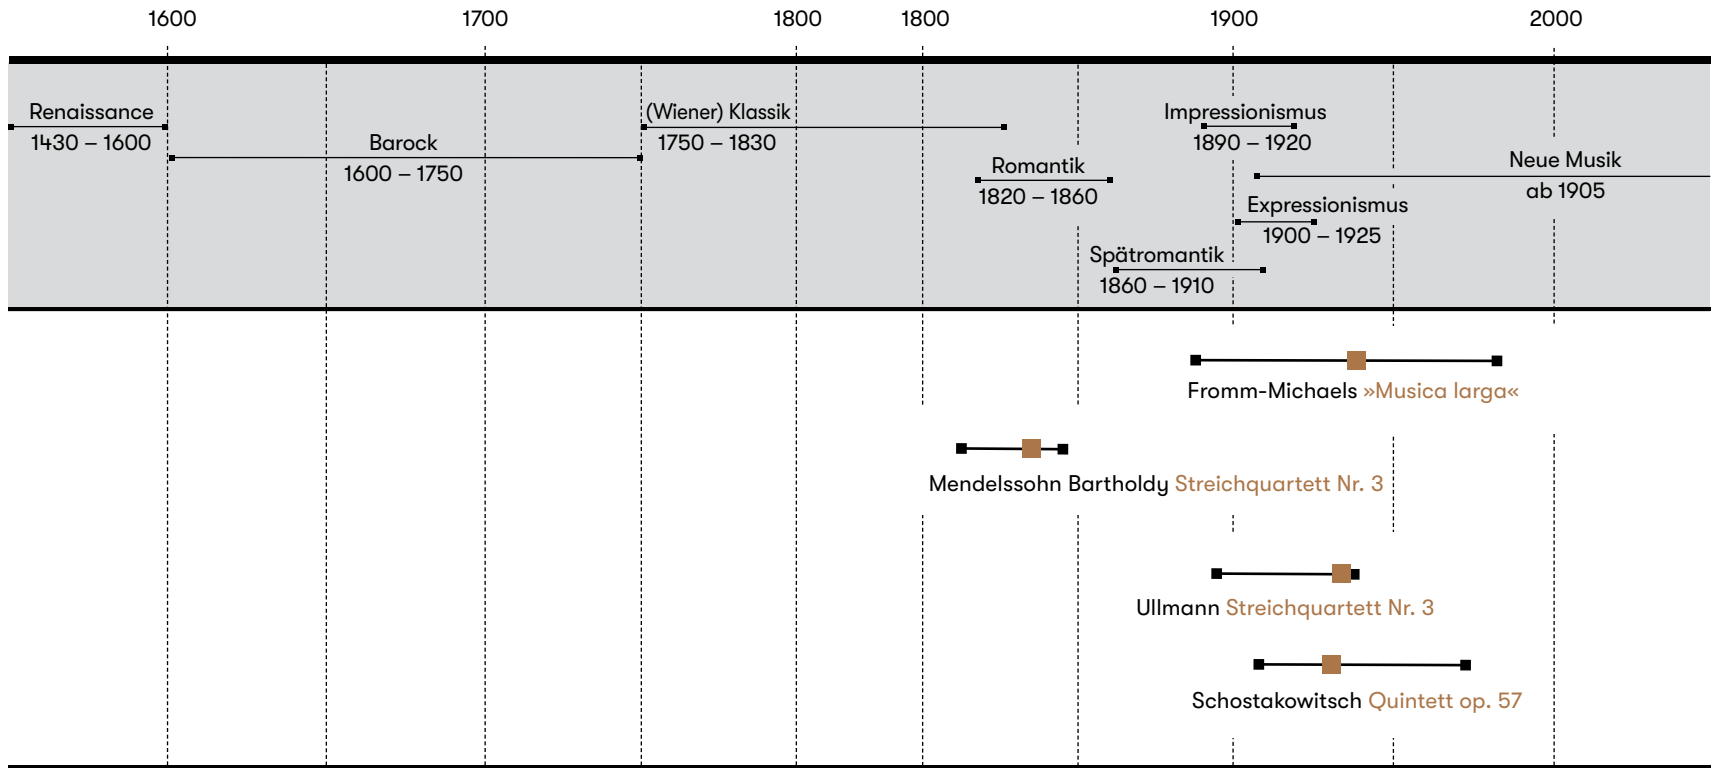 1600 1700 1800 1800 1900 2000
Renaissance
1430 – 1600
Barock
1600 – 1750
(Wiener) Klassik
1750 – 1830
Romantik
1820 – 1860
Spätromantik
1860 – 1910
Impressionismus
1890 – 1920
Expressionismus
1900 – 1925
Neue Musik
ab 1905
Fromm-Michaels »Musica larga«
Mendelssohn Bartholdy Streichquartett Nr. 3
Ullmann Streichquartett Nr. 3
Schostakowitsch Quintett op. 57